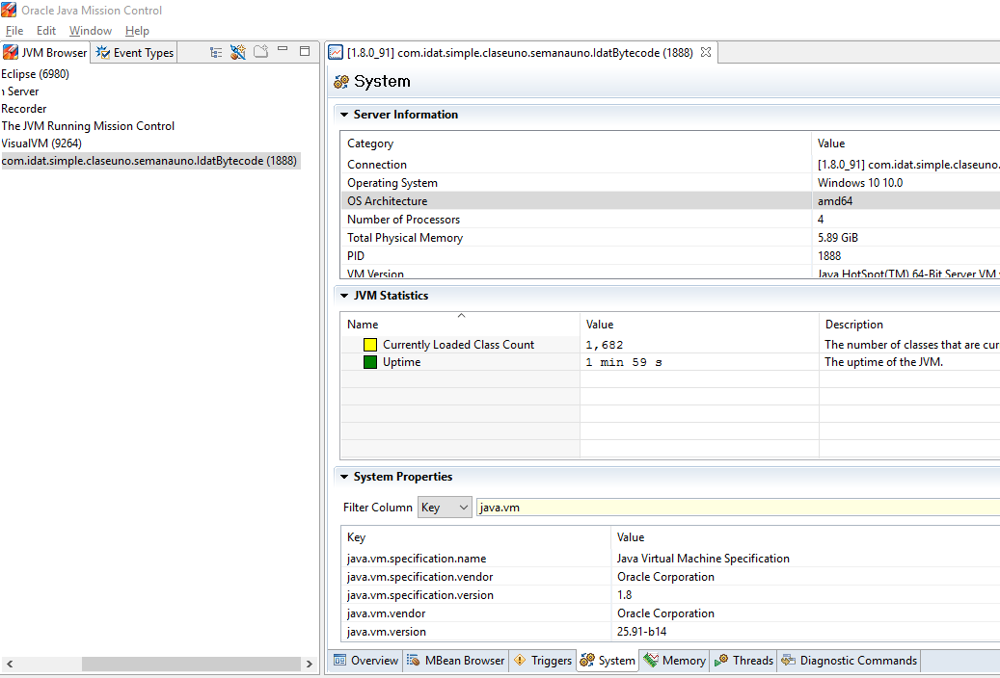 Oracle Java Mission Control
File Edit Window Help
JVM Browser Event Types
Eclipse (6980)
Server
Recorder
The JVM Running Mission Control
VisualVM (9264)
com.idat.simple.claseuno.semanauno.IdatBytecode (1888)
[1.8.0_91] com.idat.simple.claseuno.semanauno.IdatBytecode (1888)
System
Server Information
Category Value
Connection [1.8.0_91] com.idat.simple.claseuno.
Operating System Windows 10 10.0
OS Architecture amd64
Number of Processors 4
Total Physical Memory 5.89 GiB
PID 1888
VM Version Java HotSpot(TM) 64-Bit Server VM
JVM Statistics
Name Value Description
Currently Loaded Class Count 1,682 The number of classes that are cur
Uptime 1 min 59 s The uptime of the JVM.
System Properties
Filter Column Key java.vm
Key Value
java.vm.specification.name Java Virtual Machine Specification
java.vm.specification.vendor Oracle Corporation
java.vm.specification.version 1.8
java.vm.vendor Oracle Corporation
java.vm.version 25.91-b14
Overview MBean Browser Triggers System Memory Threads Diagnostic Commands